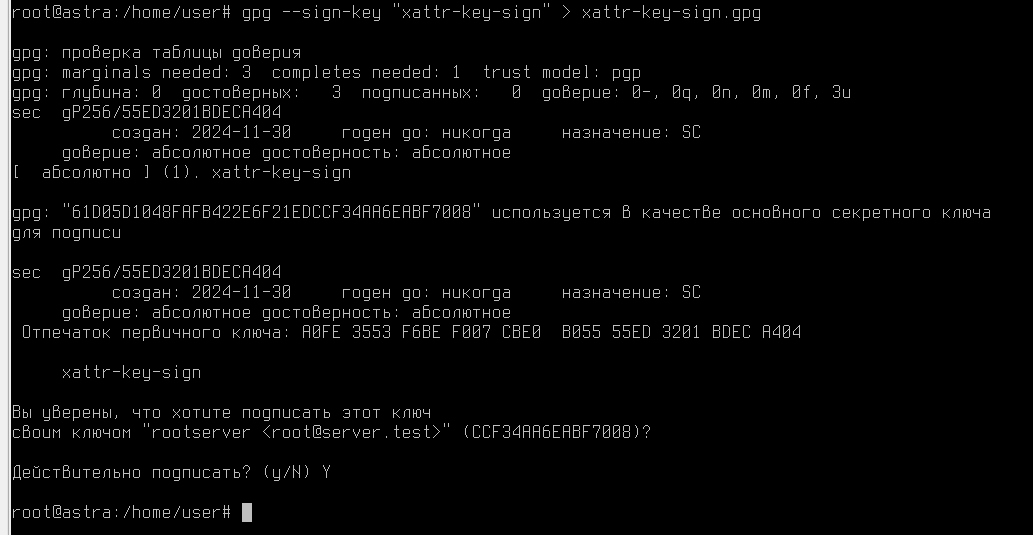 root@astra:/home/user# gpg --sign-key "xattr-key-sign" > xattr-key-sign.gpg
gpg: проверка таблицы доверия
gpg: marginals needed: 3  completes needed: 1  trust model: pgp
gpg: глубина: 0  достоверных:   3  подписанных:   0  доверие: 0-, 0q, 0n, 0m, 0f, 3u
sec  gP256/55ED3201BDECA404
создан: 2024-11-30     годен до: никогда     назначение: SC
доверие: абсолютное достоверность: абсолютное
[  абсолютно ] (1). xattr-key-sign
gpg: "61D05D1048FAFB422E6F21EDCCF34AA6EABF7008" используется в качестве основного секретного ключа
для подписи
sec  gP256/55ED3201BDECA404
создан: 2024-11-30     годен до: никогда     назначение: SC
доверие: абсолютное достоверность: абсолютное
Отпечаток первичного ключа: A0FE 3553 F6BE F007 CBE0  B055 55ED 3201 BDEC A404
xattr-key-sign
Вы уверены, что хотите подписать этот ключ
своим ключом "rootserver <root@server.test>" (CCF34AA6EABF7008)?
Действительно подписать? (y/N) Y
root@astra:/home/user#